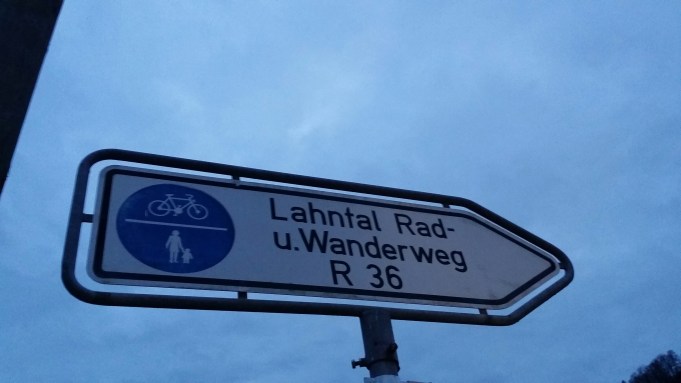 Lahntal Rad-
u.Wanderweg
R 36